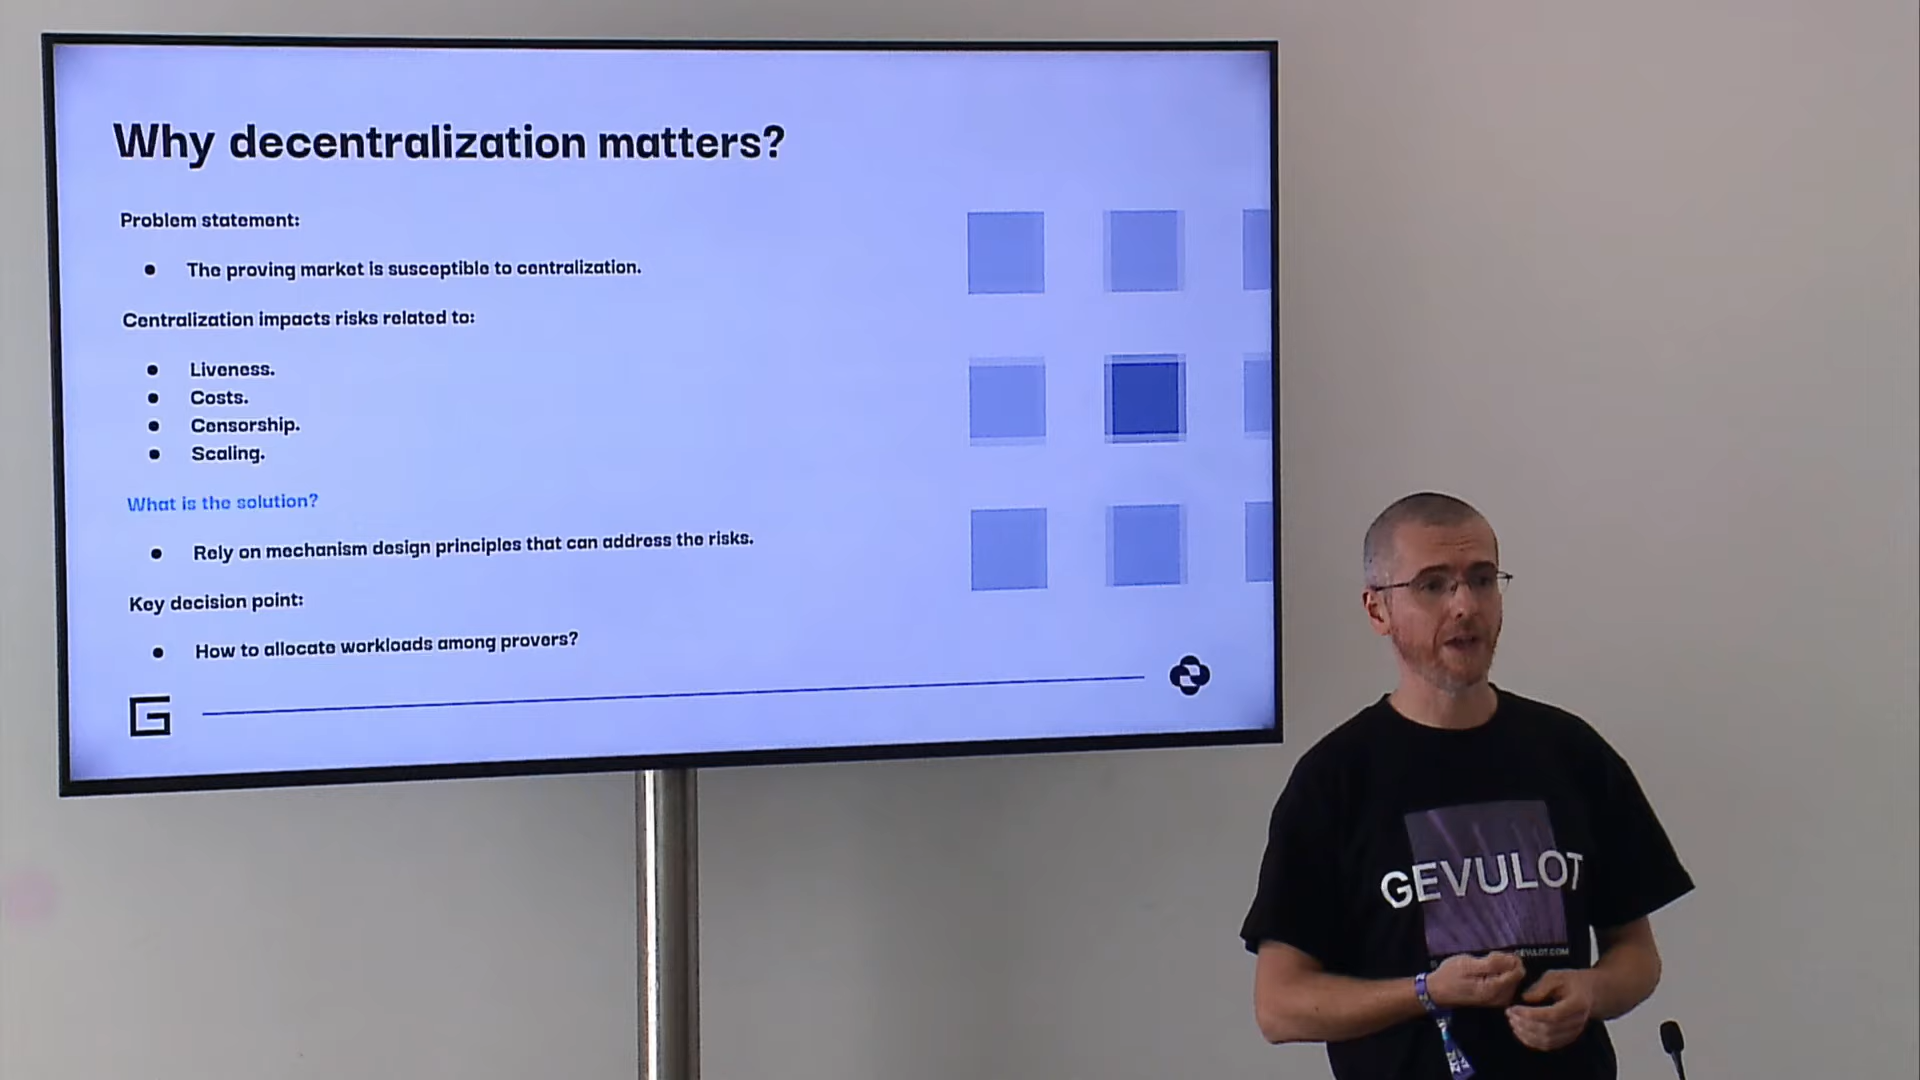 Why decentralization matters?
Problem statement:
• The proving market is susceptible to centralization.
Centralization impacts risks related to:
• Liveness.
• Costs.
• Censorship.
• Scaling.
What is the solution?
• Rely on mechanism design principles that can address the risks.
Key decision point:
• How to allocate workloads among provers?
G
GEVULOT
GEVULOT.COM